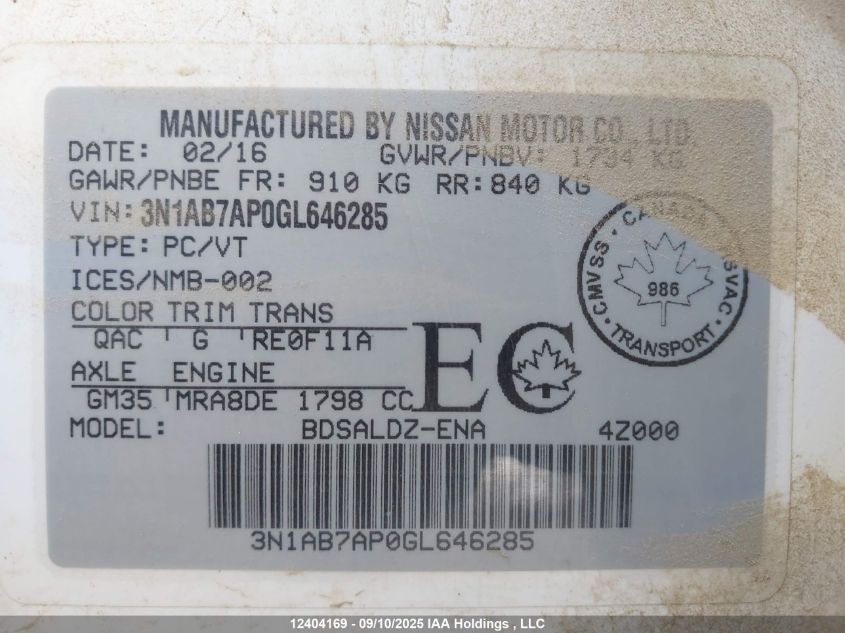 MANUFACTURED BY NISSAN MOTOR CO., LTD.
DATE: 02/16 GVWR/PNBV: 1734 KG
GAWR/PNBE FR: 910 KG RR: 840 KG
VIN: 3N1AB7AP0GL646285
TYPE: PC/VT
ICES/NMB-002
COLOR TRIM TRANS
QAC G RE0F11A
AXLE ENGINE
GM35 MRA8DE 1798 CC
MODEL: BDSALDZ-ENA 4Z000
EC
CMVSS · CANADA · NSVAC · TRANSPORT ·
986
3N1AB7AP0GL646285
12404169 - 09/10/2025 IAA Holdings , LLC